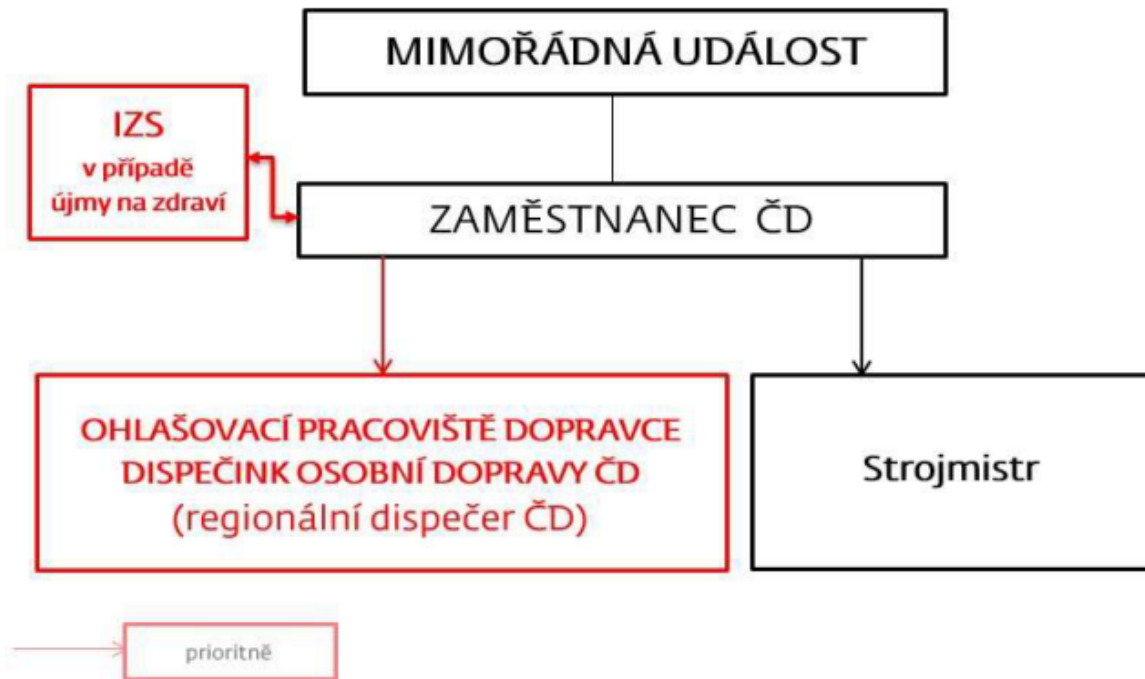 MIMOŘÁDNÁ UDÁLOST
IZS
v případě
újmy na zdraví
ZAMĚSTNANEC ČD
OHLAŠOVACÍ PRACOVIŠTĚ DOPRAVCE
DISPEČINK OSOBNÍ DOPRAVY ČD
(regionální dispečer ČD)
Strojmistr
prioritně